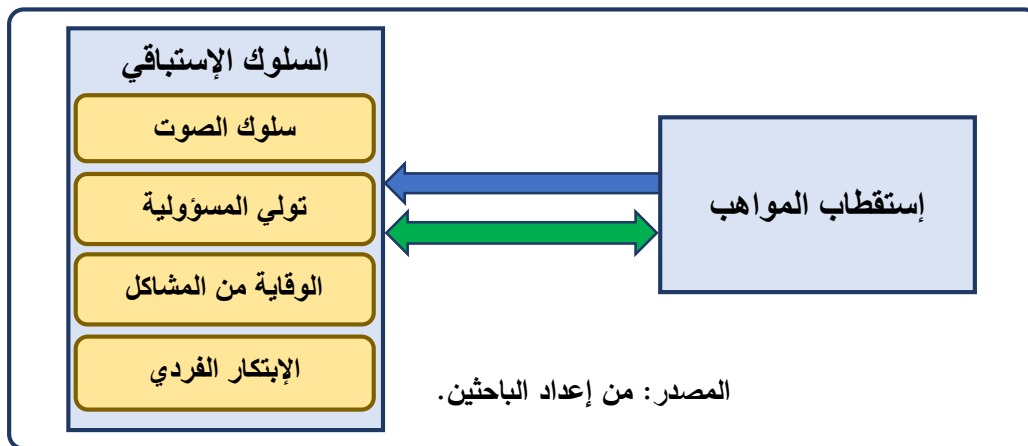 السلوك الإستباقي
سلوك الصوت
تولي المسؤولية
الوقاية من المشاكل
الإبتكار الفردي
إستقطاب المواهب
المصدر: من إعداد الباحثين.